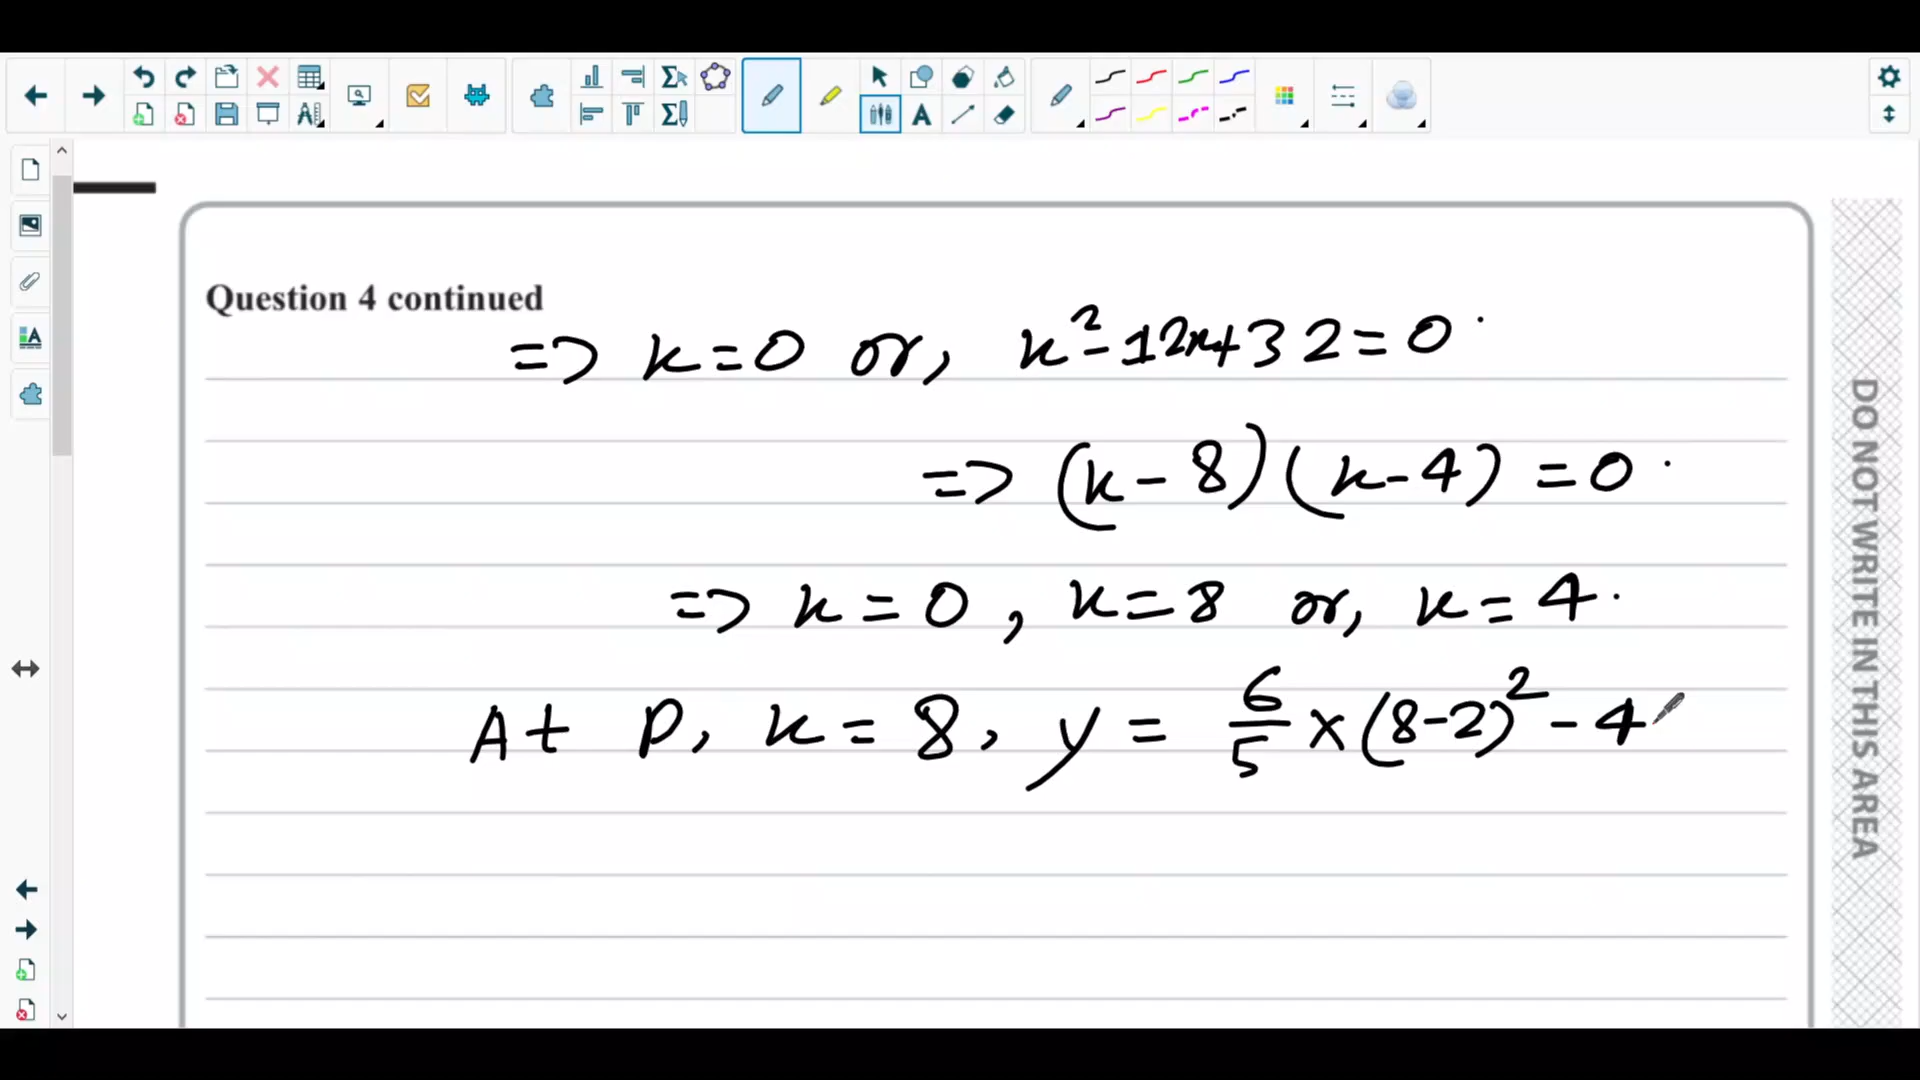 Question 4 continued
=> x=0 or, x²-12x+32=0.
=> (x-8)(x-4)=0.
=> x=0, x=8 or, x=4.
At P, x=8, y= 6/5 ×(8-2)²-4
DO NOT WRITE IN THIS AREA